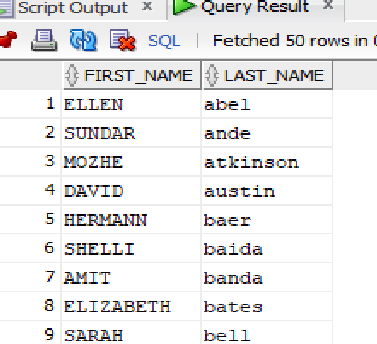 Script Output × Query Result ×
SQL | Fetched 50 rows in
FIRST_NAME LAST_NAME
1 ELLEN abel
2 SUNDAR ande
3 MOZHE atkinson
4 DAVID austin
5 HERMANN baer
6 SHELLI baida
7 AMIT banda
8 ELIZABETH bates
9 SARAH bell